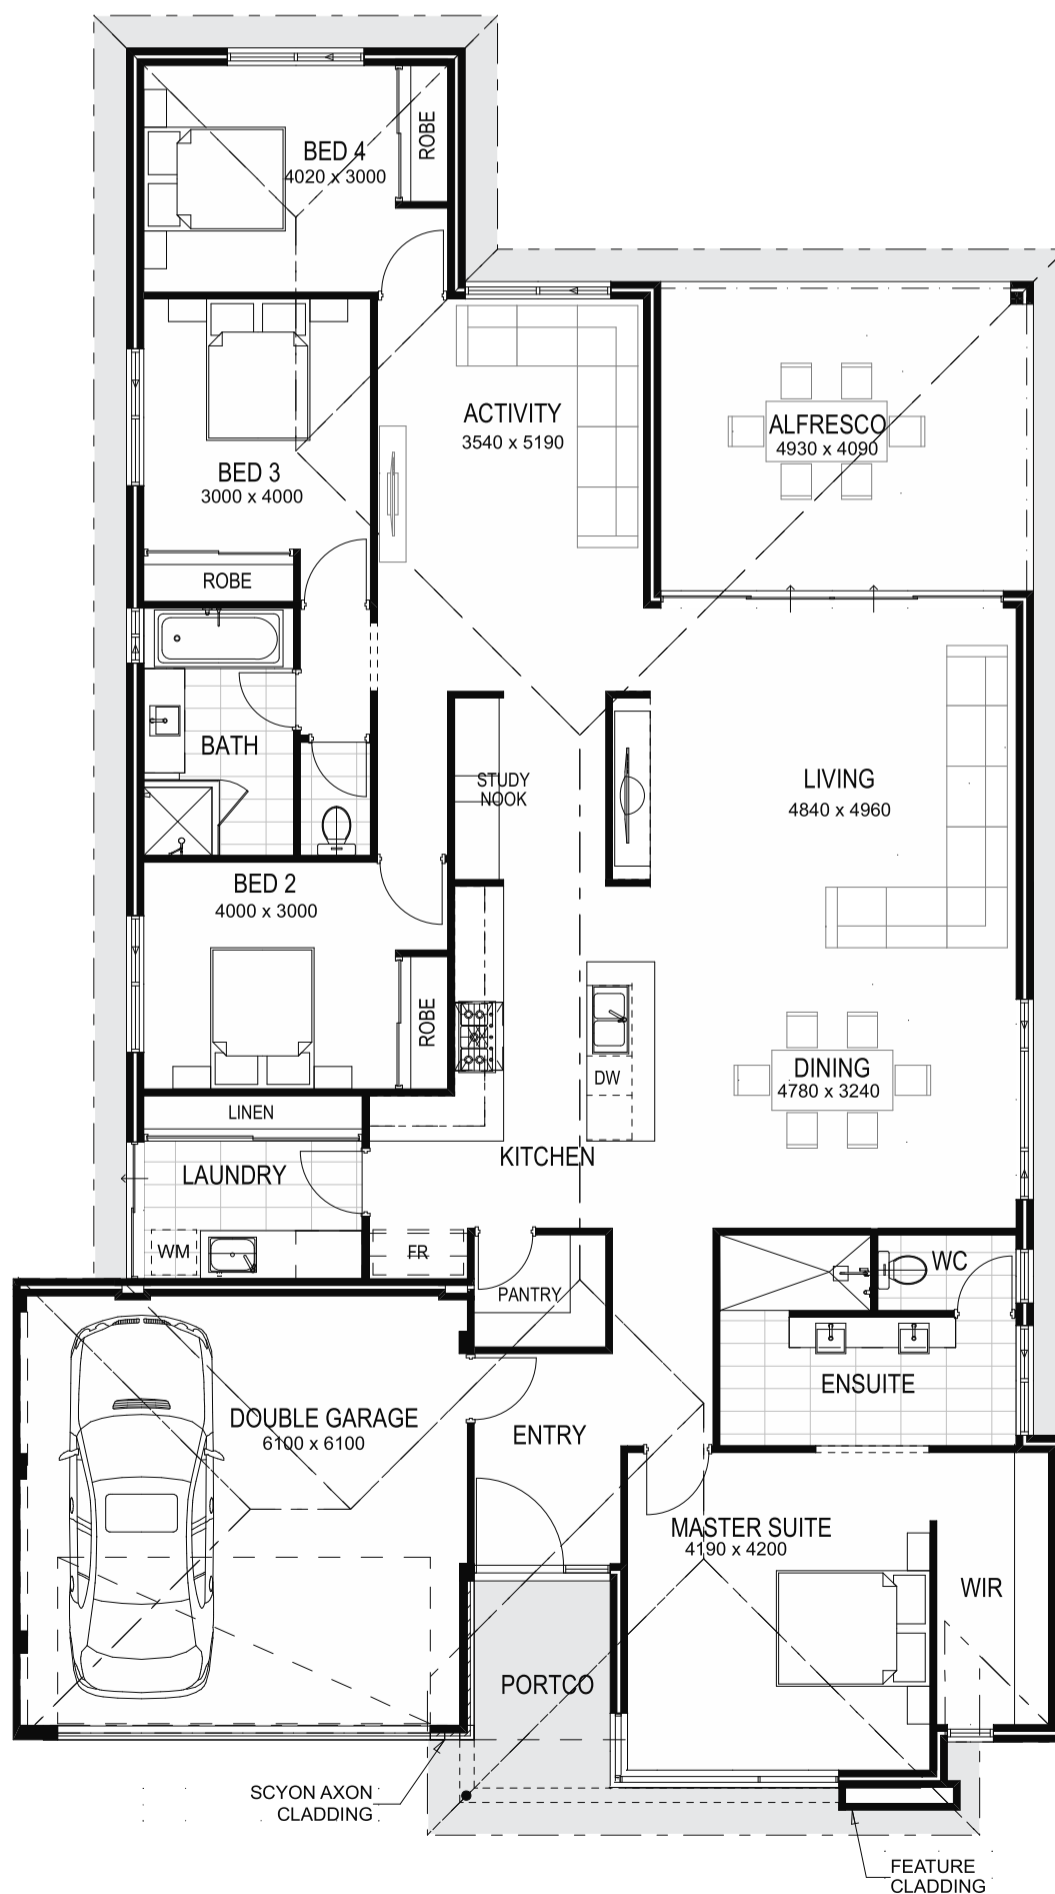 BED 4
4020 x 3000
ROBE
ACTIVITY
3540 x 5190
ALFRESCO
4930 x 4090
BED 3
3000 x 4000
ROBE
BATH
STUDY
NOOK
LIVING
4840 x 4960
BED 2
4000 x 3000
ROBE
DW
DINING
4780 x 3240
LINEN
KITCHEN
LAUNDRY
WM
FR
PANTRY
WC
ENSUITE
DOUBLE GARAGE
6100 x 6100
ENTRY
MASTER SUITE
4190 x 4200
WIR
PORTCO
SCYON AXON
CLADDING
FEATURE
CLADDING